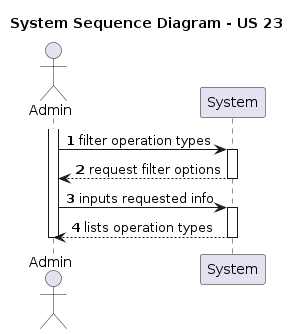 System Sequence Diagram - US 23
Admin
System
1 filter operation types
2 request filter options
3 inputs requested info
4 lists operation types
Admin
System